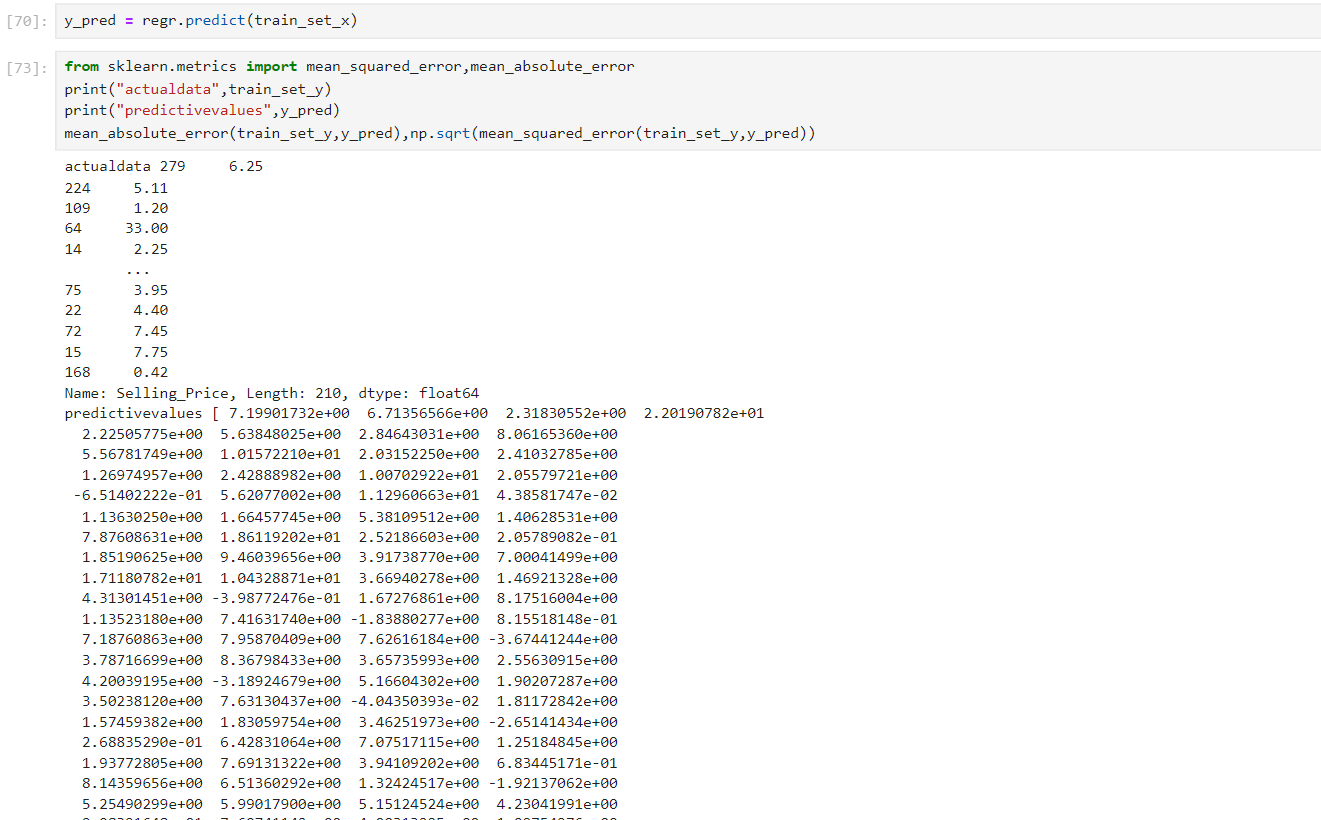 [70]: y_pred = regr.predict(train_set_x)
[73]: from sklearn.metrics import mean_squared_error,mean_absolute_error
print("actualdata",train_set_y)
print("predictivevalues",y_pred)
mean_absolute_error(train_set_y,y_pred),np.sqrt(mean_squared_error(train_set_y,y_pred))
actualdata 279     6.25
224     5.11
109     1.20
64     33.00
14      2.25
...
75      3.95
22      4.40
72      7.45
15      7.75
168     0.42
Name: Selling_Price, Length: 210, dtype: float64
predictivevalues [ 7.19901732e+00  6.71356566e+00  2.31830552e+00  2.20190782e+01
2.22505775e+00  5.63848025e+00  2.84643031e+00  8.06165360e+00
5.56781749e+00  1.01572210e+01  2.03152250e+00  2.41032785e+00
1.26974957e+00  2.42888982e+00  1.00702922e+01  2.05579721e+00
-6.51402222e-01  5.62077002e+00  1.12960663e+01  4.38581747e-02
1.13630250e+00  1.66457745e+00  5.38109512e+00  1.40628531e+00
7.87608631e+00  1.86119202e+01  2.52186603e+00  2.05789082e-01
1.85190625e+00  9.46039656e+00  3.91738770e+00  7.00041499e+00
1.71180782e+01  1.04328871e+01  3.66940278e+00  1.46921328e+00
4.31301451e+00 -3.98772476e-01  1.67276861e+01  8.17516004e+00
1.13523180e+00  7.41631740e+00 -1.83880277e+00  8.15518148e-01
7.18760863e+00  7.95870409e+00  7.62616184e+00 -3.67441244e+00
3.78716699e+00  8.36798433e+00  3.65735993e+00  2.55630915e+00
4.20039195e+00 -3.18924679e+00  5.16604302e+00  1.90207287e+01
3.50238120e+00  7.63130437e+00 -4.04350393e-02  1.81172842e+00
1.57459382e+00  1.83059754e+00  3.46251973e+00 -2.65141434e+00
2.68835290e-01  6.42831064e+00  7.07517115e+00  1.25184845e+00
1.93772805e+00  7.69131322e+00  3.94109202e+00  6.83445171e-01
8.14359656e+00  6.51360292e+00  1.32424517e+00 -1.92137062e+00
5.25490299e+00  5.99017900e+00  5.15124524e+00  4.23041991e+00